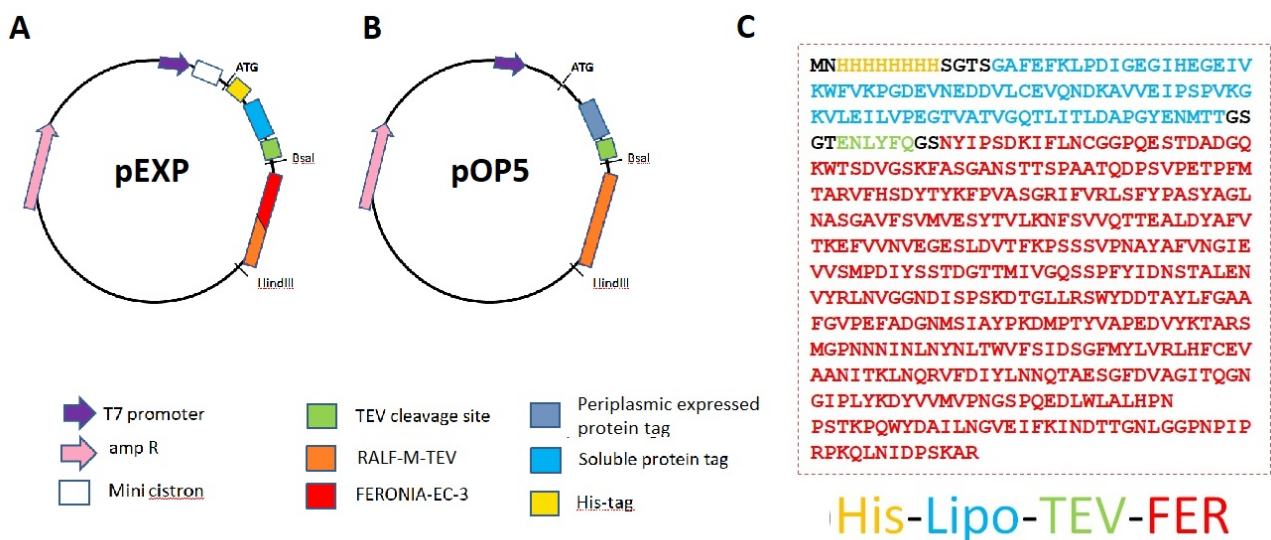 A
B
C
ATG
pEXP
BsaI
HindIII
ATG
pOP5
BsaI
HindIII
MNHHHHHHHHSGTSGAFEFKLPDIGEGIHEGEIV
KWFVKPGDEVNEDDVLCEVQNDKAVVEIPSPVKG
KVLEILVPEGTVATVGQTLITLDAPGYENMTTGS
GTENLYFQGSNYIPSDKIFLNCGGPQESTDADGQ
KWTSDVGSKFASGANSTTSPAATQDPSVPETPFM
TARVFHSDYTYKFPVASGRIFVRLSFYPASYAGL
NASGAVFSVMVESYTVLKNFSVVQTTEALDYAFV
TKEFVVNVEGESLDVTFKPSSSVPNAYAFVNGIE
VVSMPDIYSSTDGTTMIVGQSSPFYIDNSTALEN
VYRLNVGGNDISPSKDTGLLRSWYDDTAYLFGAA
FGVPEFADGNMSIAYPKDMPTYVAPEDVYKTARS
MGPNNNINLNYNLTWVFSIDSGFMYLVRLHFCEV
AANITKLNQRVFDIYLNNQTAESGFDVAGITQGN
GIPLYKDYVVMVPNGSPQEDLWLALHPN
PSTKPQWYDAILNGVEIFKINDTTGNLGGPNPIP
RPKQLNIDPSKAR
His-Lipo-TEV-FER
T7 promoter
amp R
Mini cistron
TEV cleavage site
RALF-M-TEV
FERONIA-EC-3
Periplasmic expressed
protein tag
Soluble protein tag
His-tag